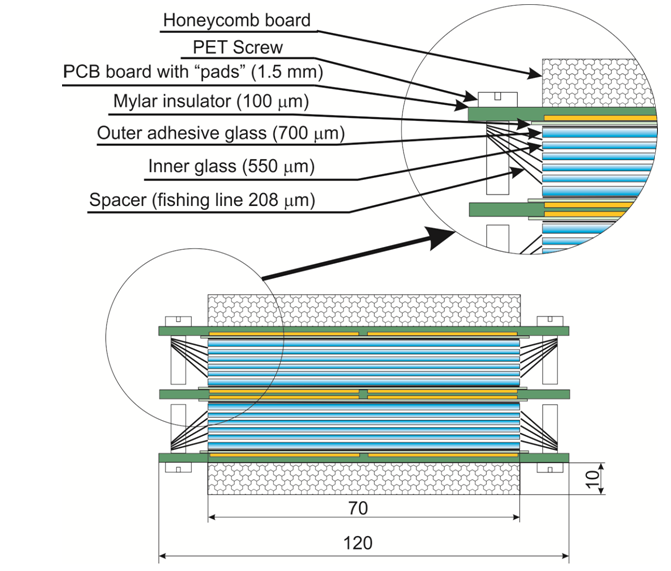 Honeycomb board
PET Screw
PCB board with “pads” (1.5 mm)
Mylar insulator (100 μm)
Outer adhesive glass (700 μm)
Inner glass (550 μm)
Spacer (fishing line 208 μm)
10
70
120